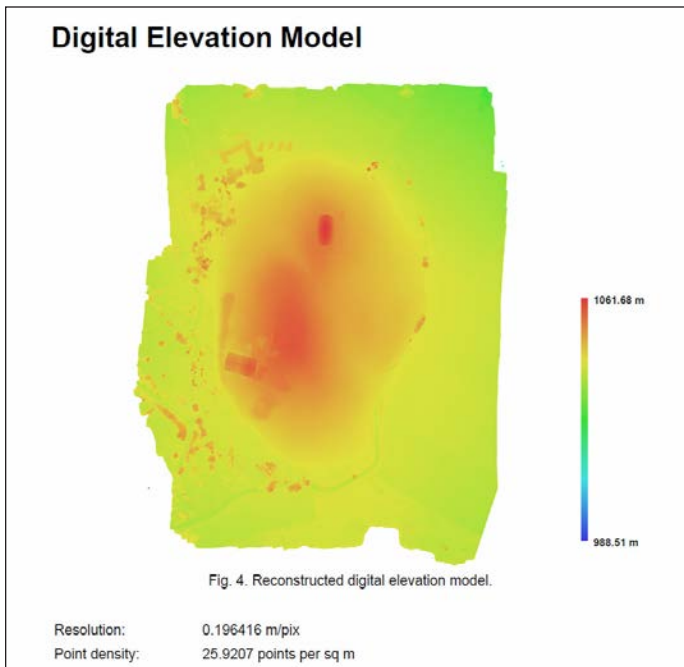 Digital Elevation Model
1061.68 m
988.51 m
Fig. 4. Reconstructed digital elevation model.
Resolution: 0.196416 m/pix
Point density: 25.9207 points per sq m